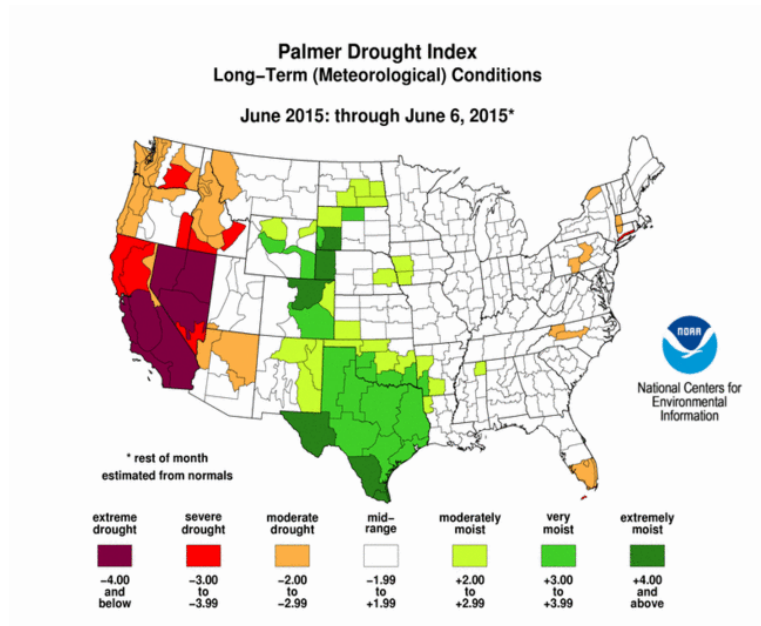 Palmer Drought Index
Long−Term (Meteorological) Conditions
June 2015: through June 6, 2015*
NOAA
National Centers for
Environmental
Information
* rest of month
estimated from normals
extreme drought
severe drought
moderate drought
mid− range
moderately moist
very moist
extremely moist
−4.00 and below
−3.00 to −3.99
−2.00 to −2.99
−1.99 to +1.99
+2.00 to +2.99
+3.00 to +3.99
+4.00 and above